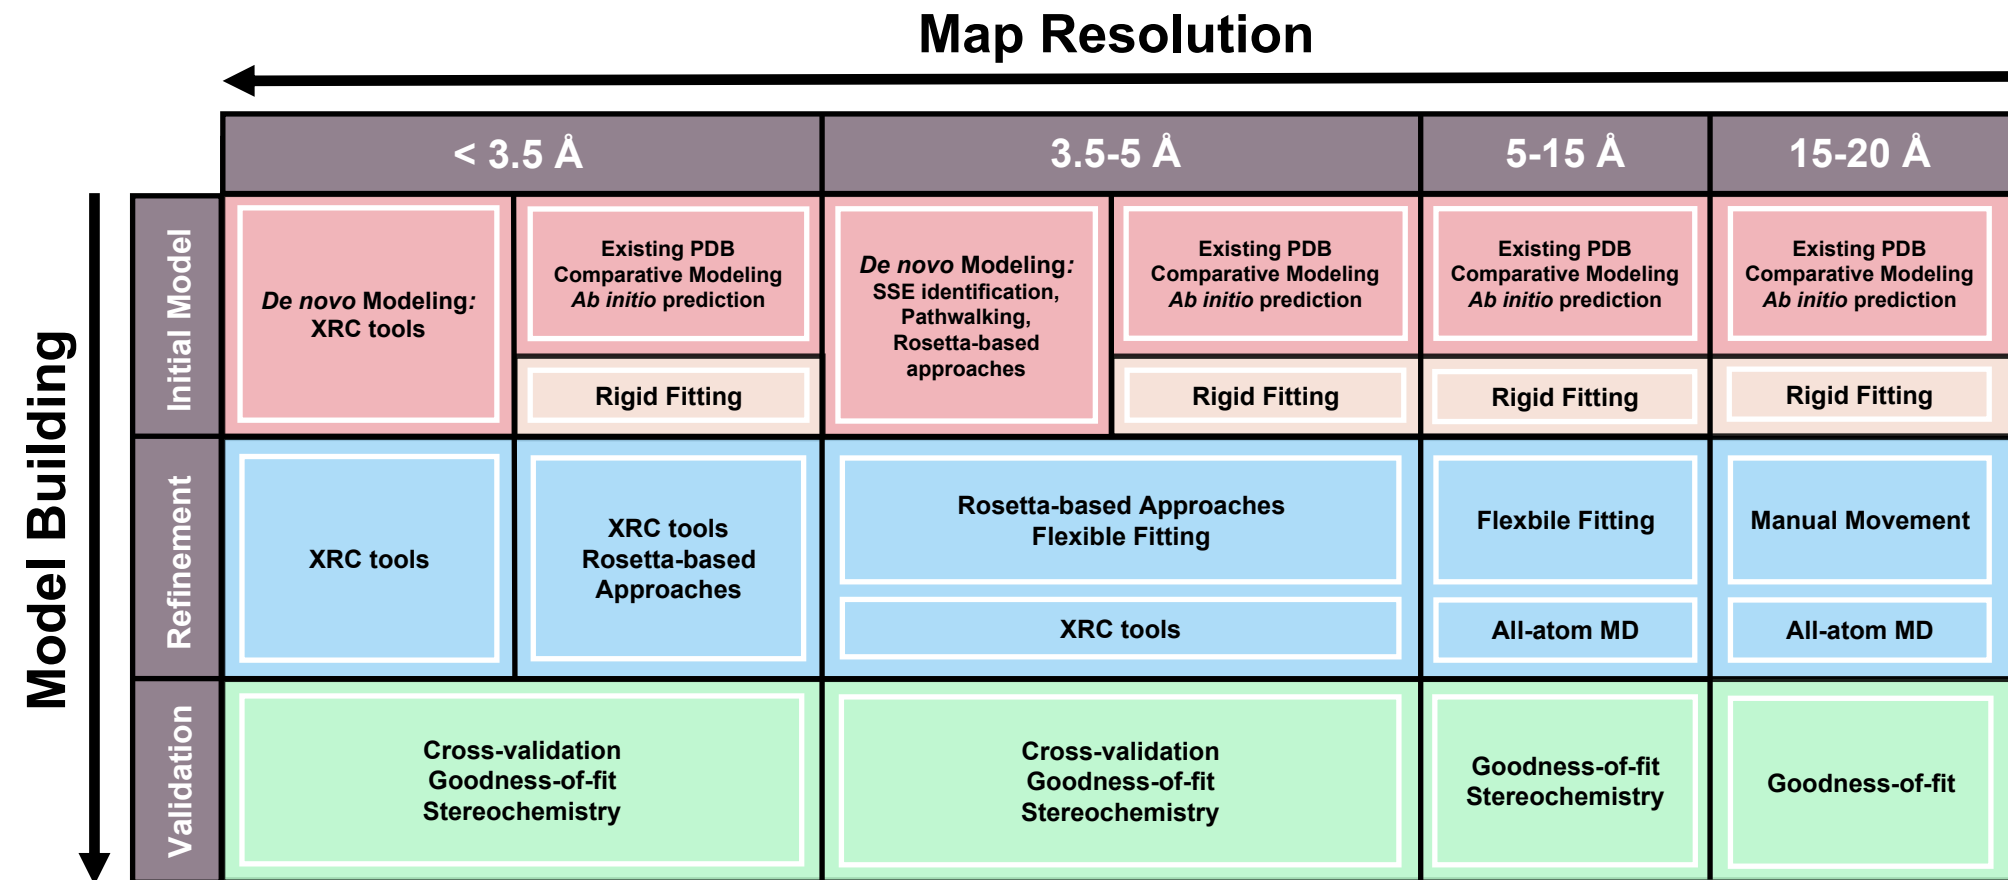 Map Resolution
< 3.5 Å
3.5-5 Å
5-15 Å
15-20 Å
Model Building
Initial Model
De novo Modeling:
XRC tools
Existing PDB
Comparative Modeling
Ab initio prediction
Rigid Fitting
De novo Modeling:
SSE identification,
Pathwalking,
Rosetta-based
approaches
Existing PDB
Comparative Modeling
Ab initio prediction
Rigid Fitting
Existing PDB
Comparative Modeling
Ab initio prediction
Rigid Fitting
Existing PDB
Comparative Modeling
Ab initio prediction
Rigid Fitting
Refinement
XRC tools
XRC tools
Rosetta-based
Approaches
Rosetta-based Approaches
Flexible Fitting
XRC tools
Flexbile Fitting
All-atom MD
Manual Movement
All-atom MD
Validation
Cross-validation
Goodness-of-fit
Stereochemistry
Cross-validation
Goodness-of-fit
Stereochemistry
Goodness-of-fit
Stereochemistry
Goodness-of-fit